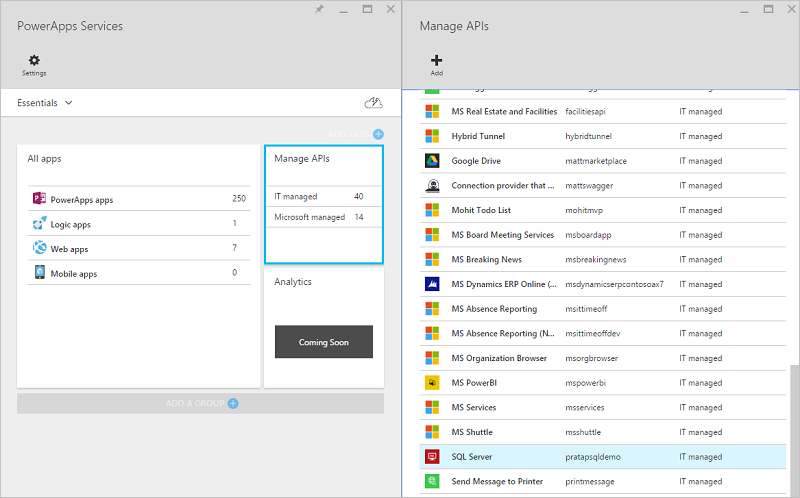 PowerApps Services
Settings
Essentials
ADD TILES
All apps
PowerApps apps 250
Logic apps 1
Web apps 7
Mobile apps 0
Manage APIs
IT managed 40
Microsoft managed 14
Analytics
Coming Soon
ADD A GROUP
Manage APIs
Add
MS Real Estate and Facilities facilitiesapi IT managed
Hybrid Tunnel hybridtunnel IT managed
Google Drive mattmarketplace IT managed
Connection provider that ... mattswagger IT managed
Mohit Todo List mohitmvp IT managed
MS Board Meeting Services msboardapp IT managed
MS Breaking News msbreakingnews IT managed
MS Dynamics ERP Online (... msdynamicserpcontosoax7 IT managed
MS Absence Reporting msittimeoff IT managed
MS Absence Reporting (N... msittimeoffdev IT managed
MS Organization Browser msorgbrowser IT managed
MS PowerBI mspowerbi IT managed
MS Services msservices IT managed
MS Shuttle msshuttle IT managed
SQL Server pratapsqldemo IT managed
Send Message to Printer printmessage IT managed